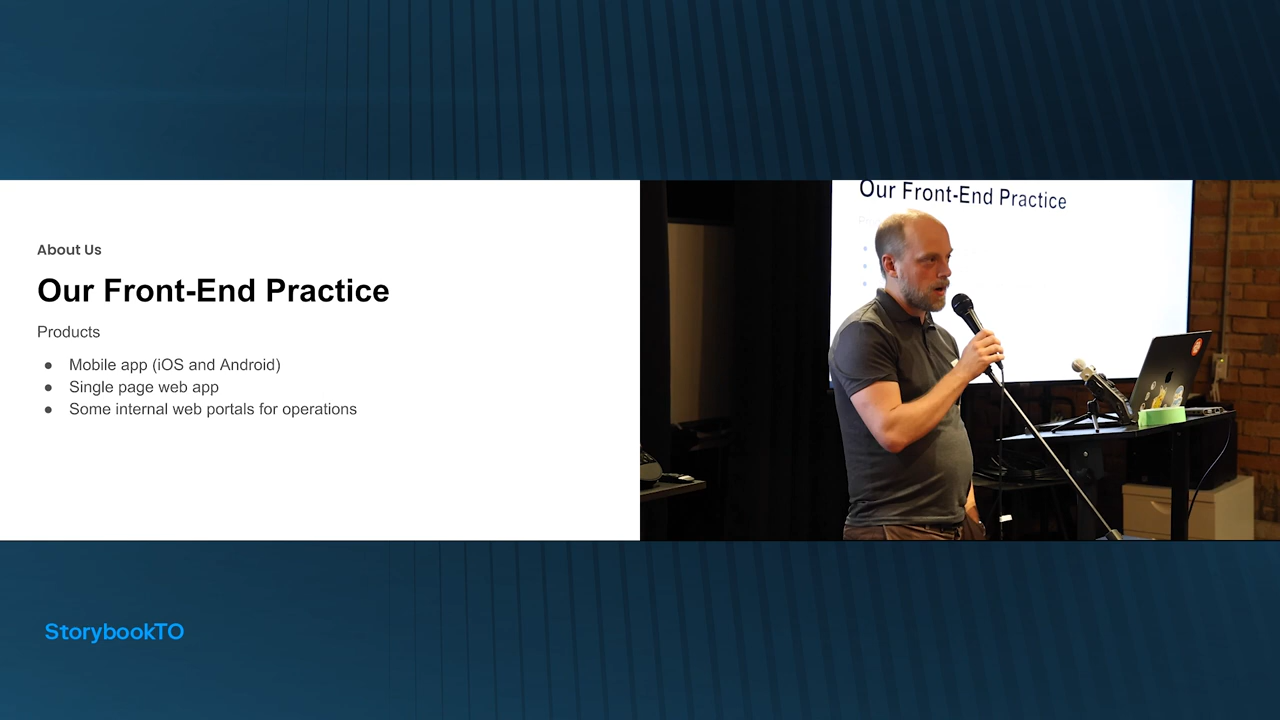 About Us
Our Front-End Practice
Products
● Mobile app (iOS and Android)
● Single page web app
● Some internal web portals for operations
Our Front-End Practice
StorybookTO